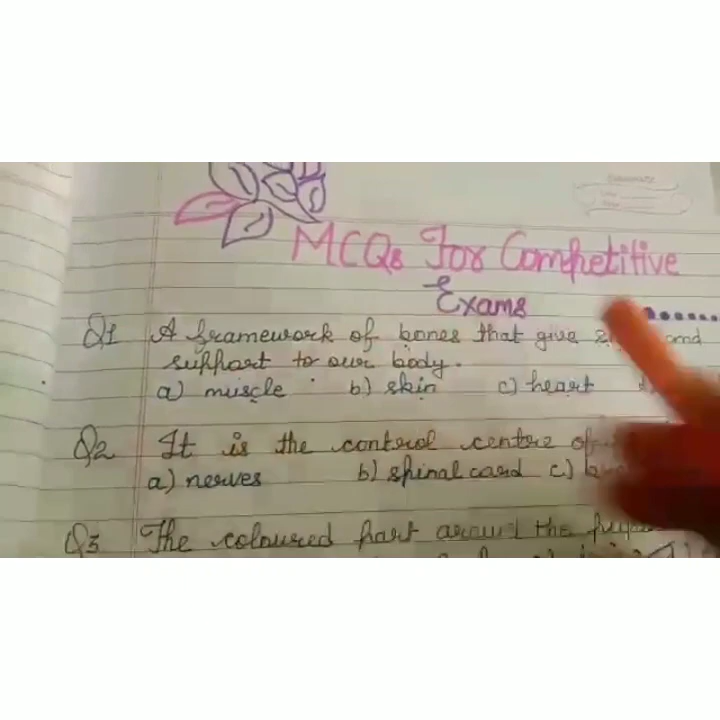 MCQs For Competitive
Exams
Q1 A framework of bones that give and
support to our body.
a) muscle b) skin c) heart
Q2 It is the control centre of
a) nerves b) spinal card c)
Q3 The coloured part around the